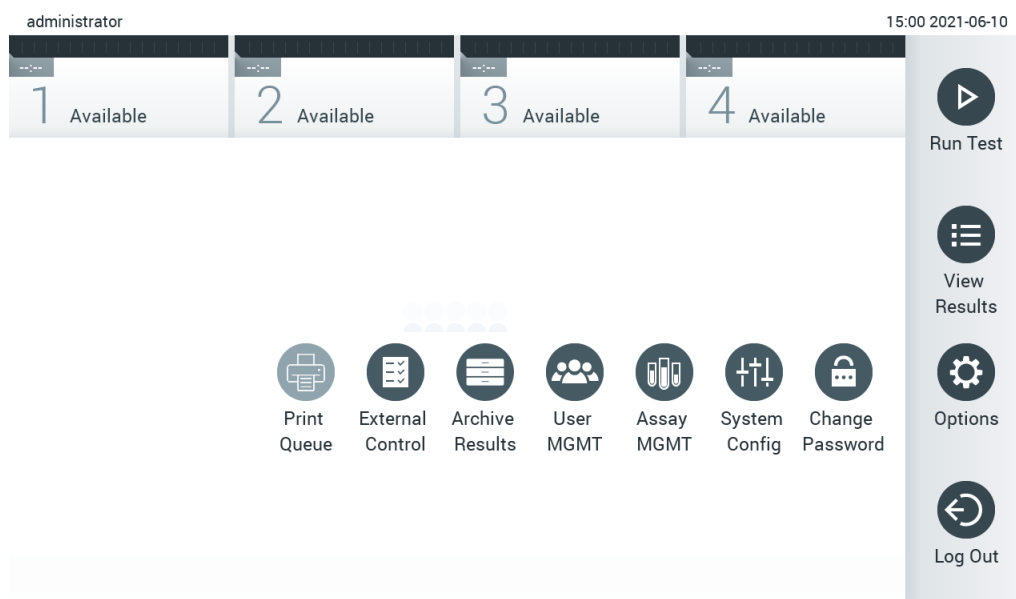 administrator 15:00 2021-06-10
--:-- --:-- --:-- --:--
1 Available 2 Available 3 Available 4 Available
Run Test
View
Results
Print External Archive User Assay System Change Options
Queue Control Results MGMT MGMT Config Password
Log Out